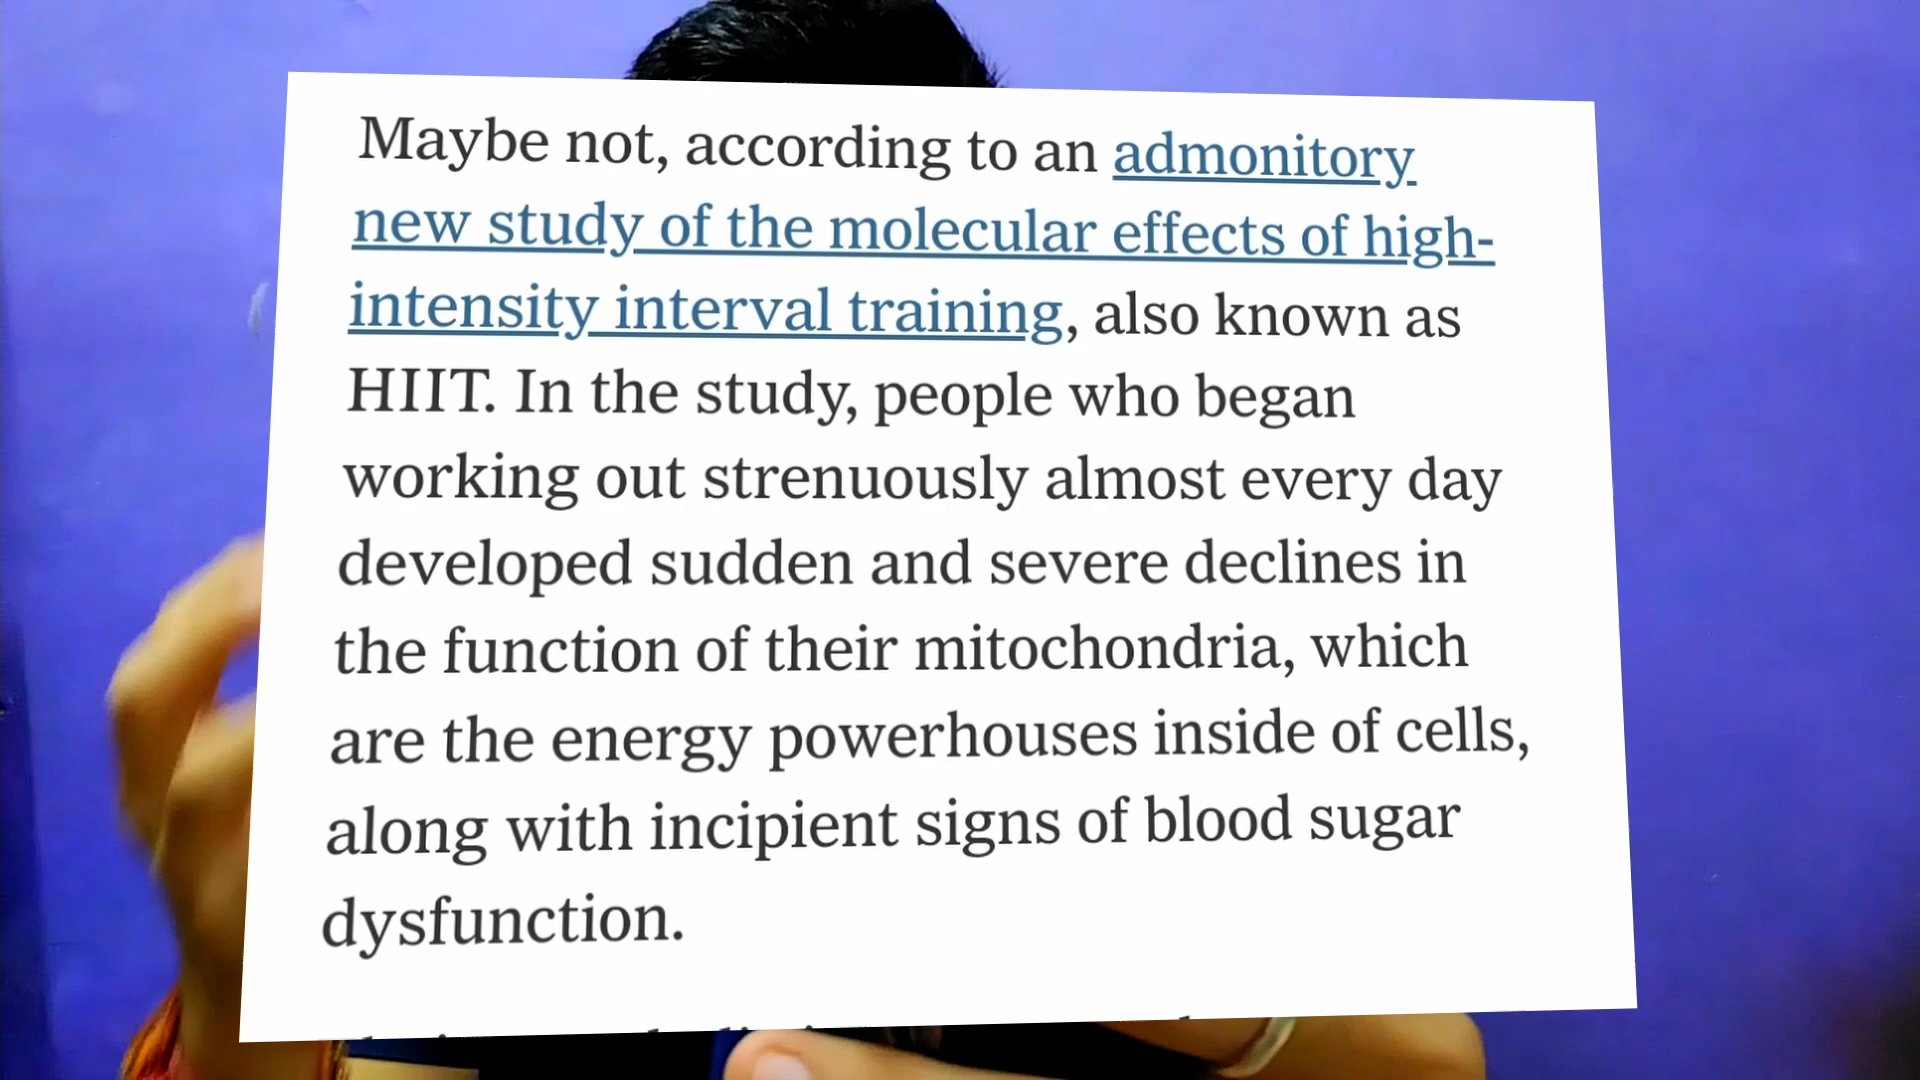 Maybe not, according to an admonitory
new study of the molecular effects of high-
intensity interval training, also known as
HIIT. In the study, people who began
working out strenuously almost every day
developed sudden and severe declines in
the function of their mitochondria, which
are the energy powerhouses inside of cells,
along with incipient signs of blood sugar
dysfunction.